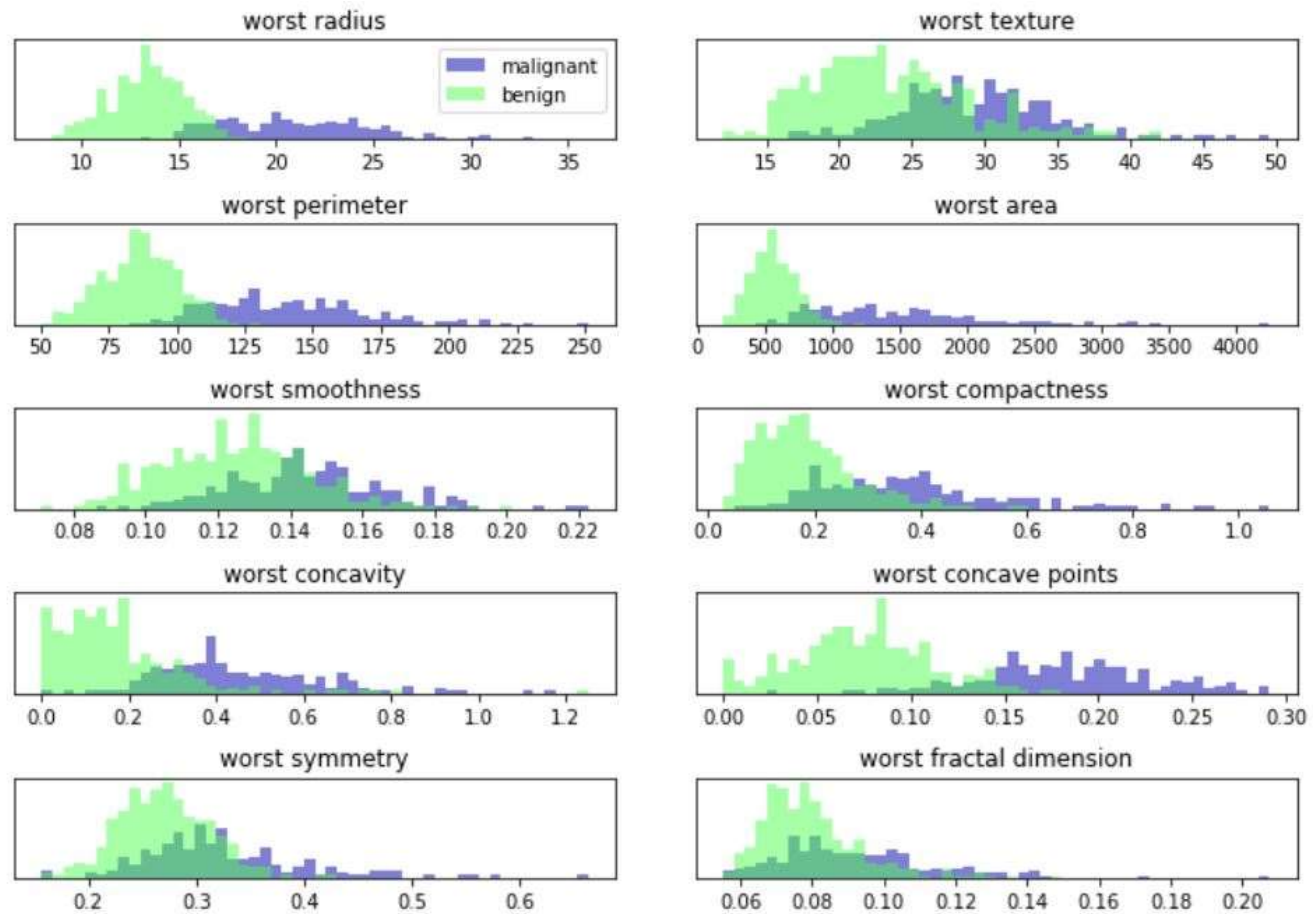 worst radius
malignant
benign
10 15 20 25 30 35
worst texture
15 20 25 30 35 40 45 50
worst perimeter
50 75 100 125 150 175 200 225 250
worst area
0 500 1000 1500 2000 2500 3000 3500 4000
worst smoothness
0.08 0.10 0.12 0.14 0.16 0.18 0.20 0.22
worst compactness
0.0 0.2 0.4 0.6 0.8 1.0
worst concavity
0.0 0.2 0.4 0.6 0.8 1.0 1.2
worst concave points
0.00 0.05 0.10 0.15 0.20 0.25 0.30
worst symmetry
0.2 0.3 0.4 0.5 0.6
worst fractal dimension
0.06 0.08 0.10 0.12 0.14 0.16 0.18 0.20